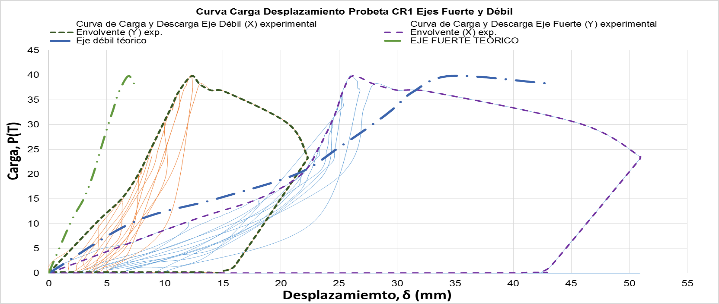 Curva Carga Desplazamiento Probeta CR1 Ejes Fuerte y Débil
Curva de Carga y Descarga Eje Débil (X) experimental
Curva de Carga y Descarga Eje Fuerte (Y) experimental
Envolvente (Y) exp.
Envolvente (X) exp.
Eje débil teórico
EJE FUERTE TEÓRICO
Carga, P(T)
45
40
35
30
25
20
15
10
5
0
0 5 10 15 20 25 30 35 40 45 50 55
Desplazamiemto, δ (mm)